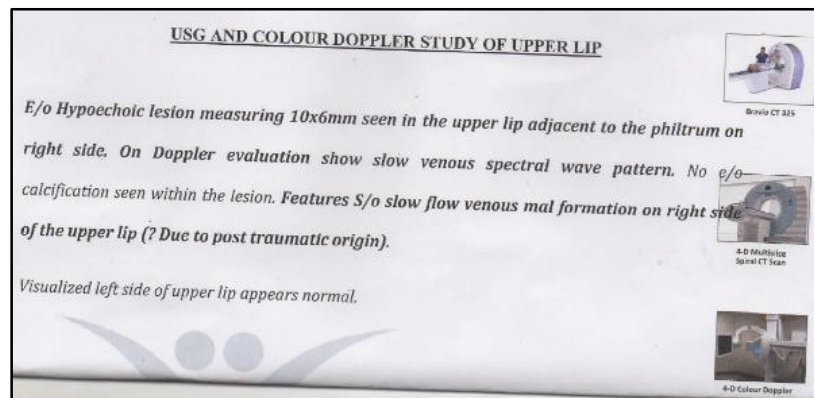 USG AND COLOUR DOPPLER STUDY OF UPPER LIP
E/o Hypoechoic lesion measuring 10x6mm seen in the upper lip adjacent to the philtrum on
right side. On Doppler evaluation show slow venous spectral wave pattern. No e/o
calcification seen within the lesion. Features S/o slow flow venous mal formation on right side
of the upper lip (? Due to post traumatic origin).
Visualized left side of upper lip appears normal.
Bravio CT 325
4-D Multislice
Spiral CT Scan
4-D Colour Doppler